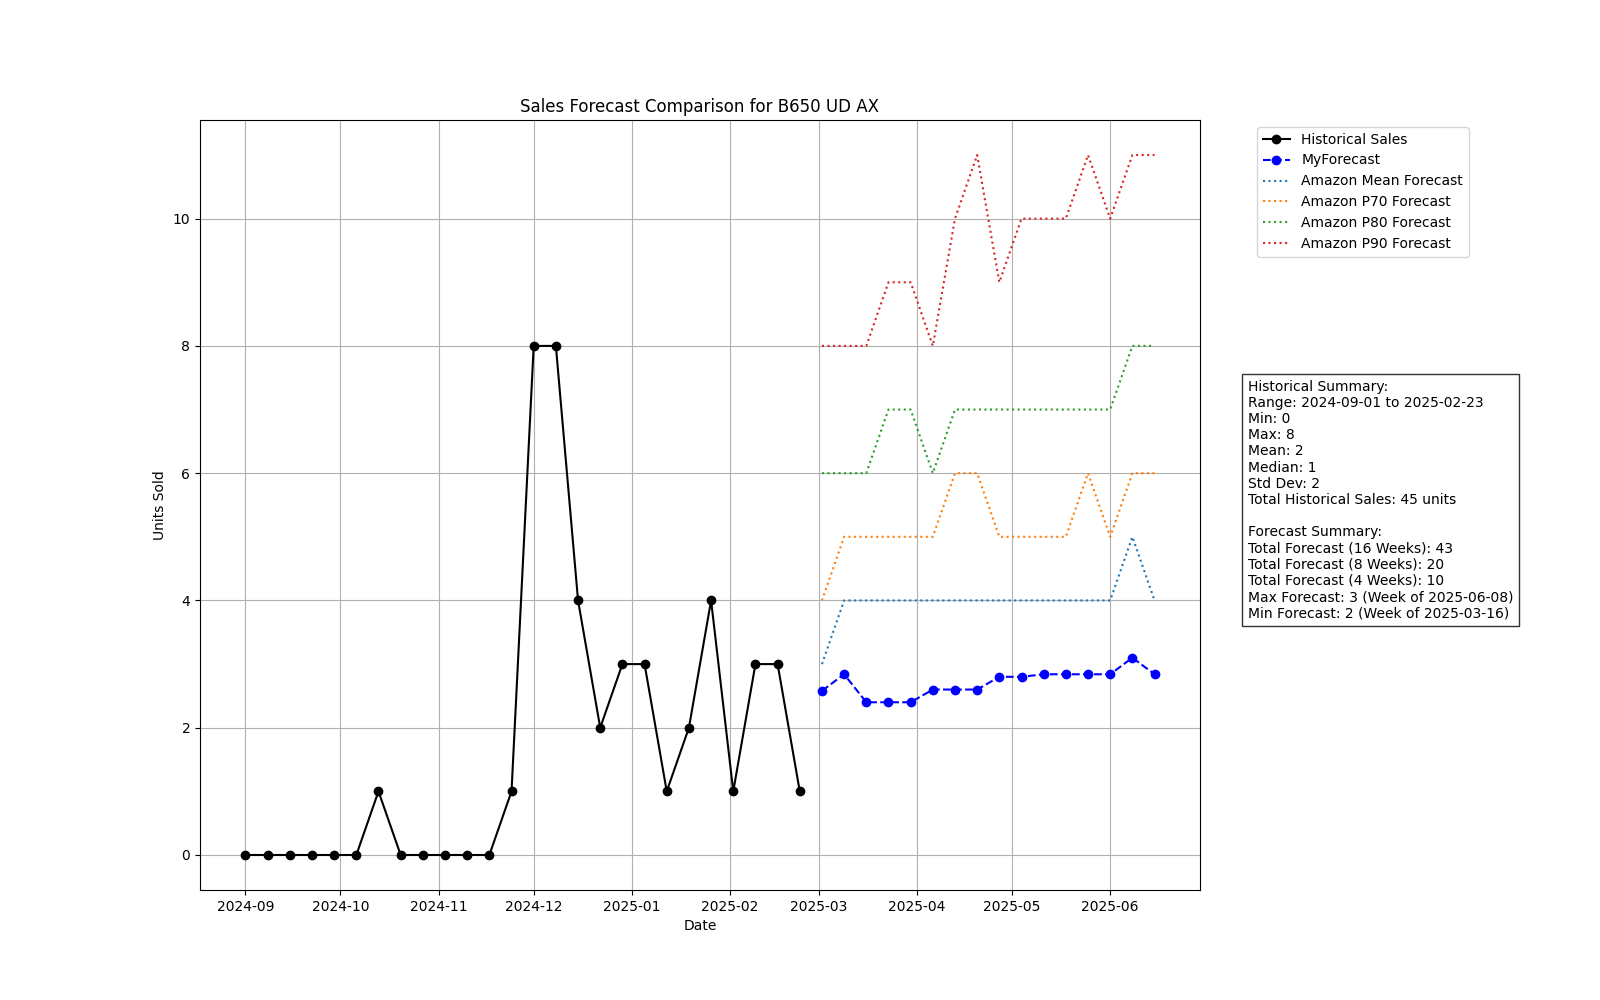 Sales Forecast Comparison for B650 UD AX
Historical Sales
MyForecast
Amazon Mean Forecast
Amazon P70 Forecast
Amazon P80 Forecast
Amazon P90 Forecast
Units Sold
10
8
6
4
2
0
2024-09
2024-10
2024-11
2024-12
2025-01
2025-02
2025-03
2025-04
2025-05
2025-06
Date
Historical Summary:
Range: 2024-09-01 to 2025-02-23
Min: 0
Max: 8
Mean: 2
Median: 1
Std Dev: 2
Total Historical Sales: 45 units
Forecast Summary:
Total Forecast (16 Weeks): 43
Total Forecast (8 Weeks): 20
Total Forecast (4 Weeks): 10
Max Forecast: 3 (Week of 2025-06-08)
Min Forecast: 2 (Week of 2025-03-16)